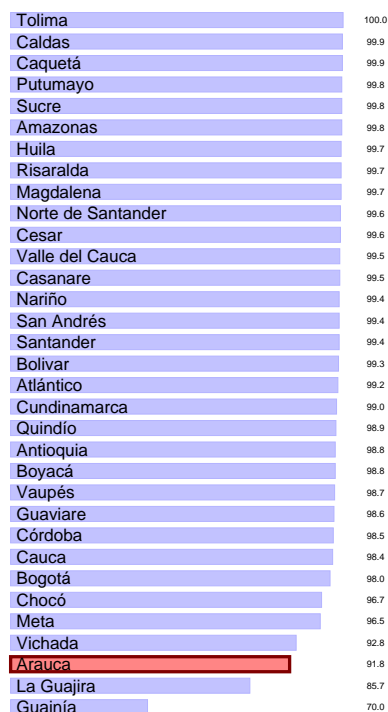 Tolima 100.0
Caldas 99.9
Caquetá 99.9
Putumayo 99.8
Sucre 99.8
Amazonas 99.8
Huila 99.7
Risaralda 99.7
Magdalena 99.7
Norte de Santander 99.6
Cesar 99.6
Valle del Cauca 99.5
Casanare 99.5
Nariño 99.4
San Andrés 99.4
Santander 99.4
Bolivar 99.3
Atlántico 99.2
Cundinamarca 99.0
Quindío 98.9
Antioquia 98.8
Boyacá 98.8
Vaupés 98.7
Guaviare 98.6
Córdoba 98.5
Cauca 98.4
Bogotá 98.0
Chocó 96.7
Meta 96.5
Vichada 92.8
Arauca 91.8
La Guajira 85.7
Guainía 70.0